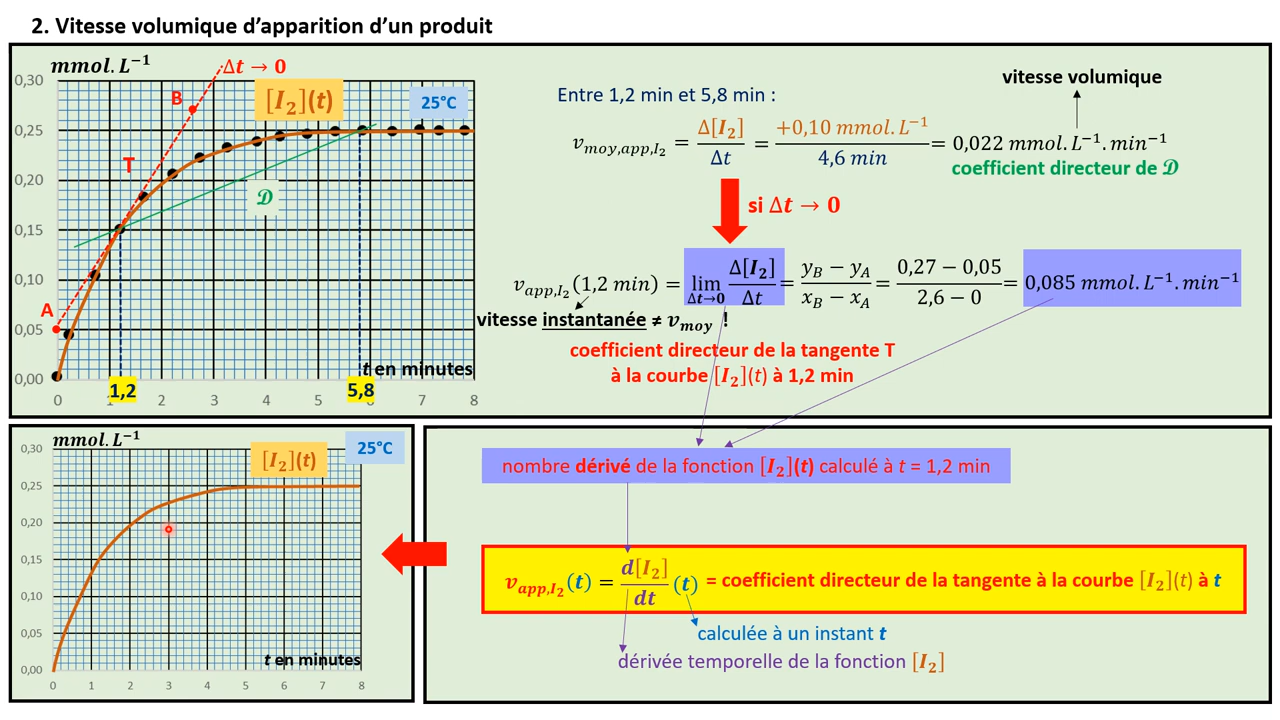 2. Vitesse volumique d’apparition d’un produit
mmol.L⁻¹
Δt → 0
0,30
B
[I₂](t)
25°C
0,25
T
0,20
𝒟
0,15
0,10
A
0,05
0,00
t en minutes
0 1,2 2 3 4 5 5,8 6 7 8
Entre 1,2 min et 5,8 min :
vitesse volumique
v_moy,app,I₂ = Δ[I₂]/Δt = +0,10 mmol.L⁻¹/4,6 min = 0,022 mmol.L⁻¹.min⁻¹
coefficient directeur de 𝒟
si Δt → 0
v_app,I₂(1,2 min) = lim Δt→0 Δ[I₂]/Δt = (y_B − y_A)/(x_B − x_A) = (0,27 − 0,05)/(2,6 − 0) = 0,085 mmol.L⁻¹.min⁻¹
vitesse instantanée ≠ v_moy !
coefficient directeur de la tangente T
à la courbe [I₂](t) à 1,2 min
mmol.L⁻¹
0,30
[I₂](t)
25°C
0,25
0,20
0,15
0,10
0,05
0,00
t en minutes
0 1 2 3 4 5 6 7 8
nombre dérivé de la fonction [I₂](t) calculé à t = 1,2 min
v_app,I₂(t) = d[I₂]/dt (t) = coefficient directeur de la tangente à la courbe [I₂](t) à t
calculée à un instant t
dérivée temporelle de la fonction [I₂]